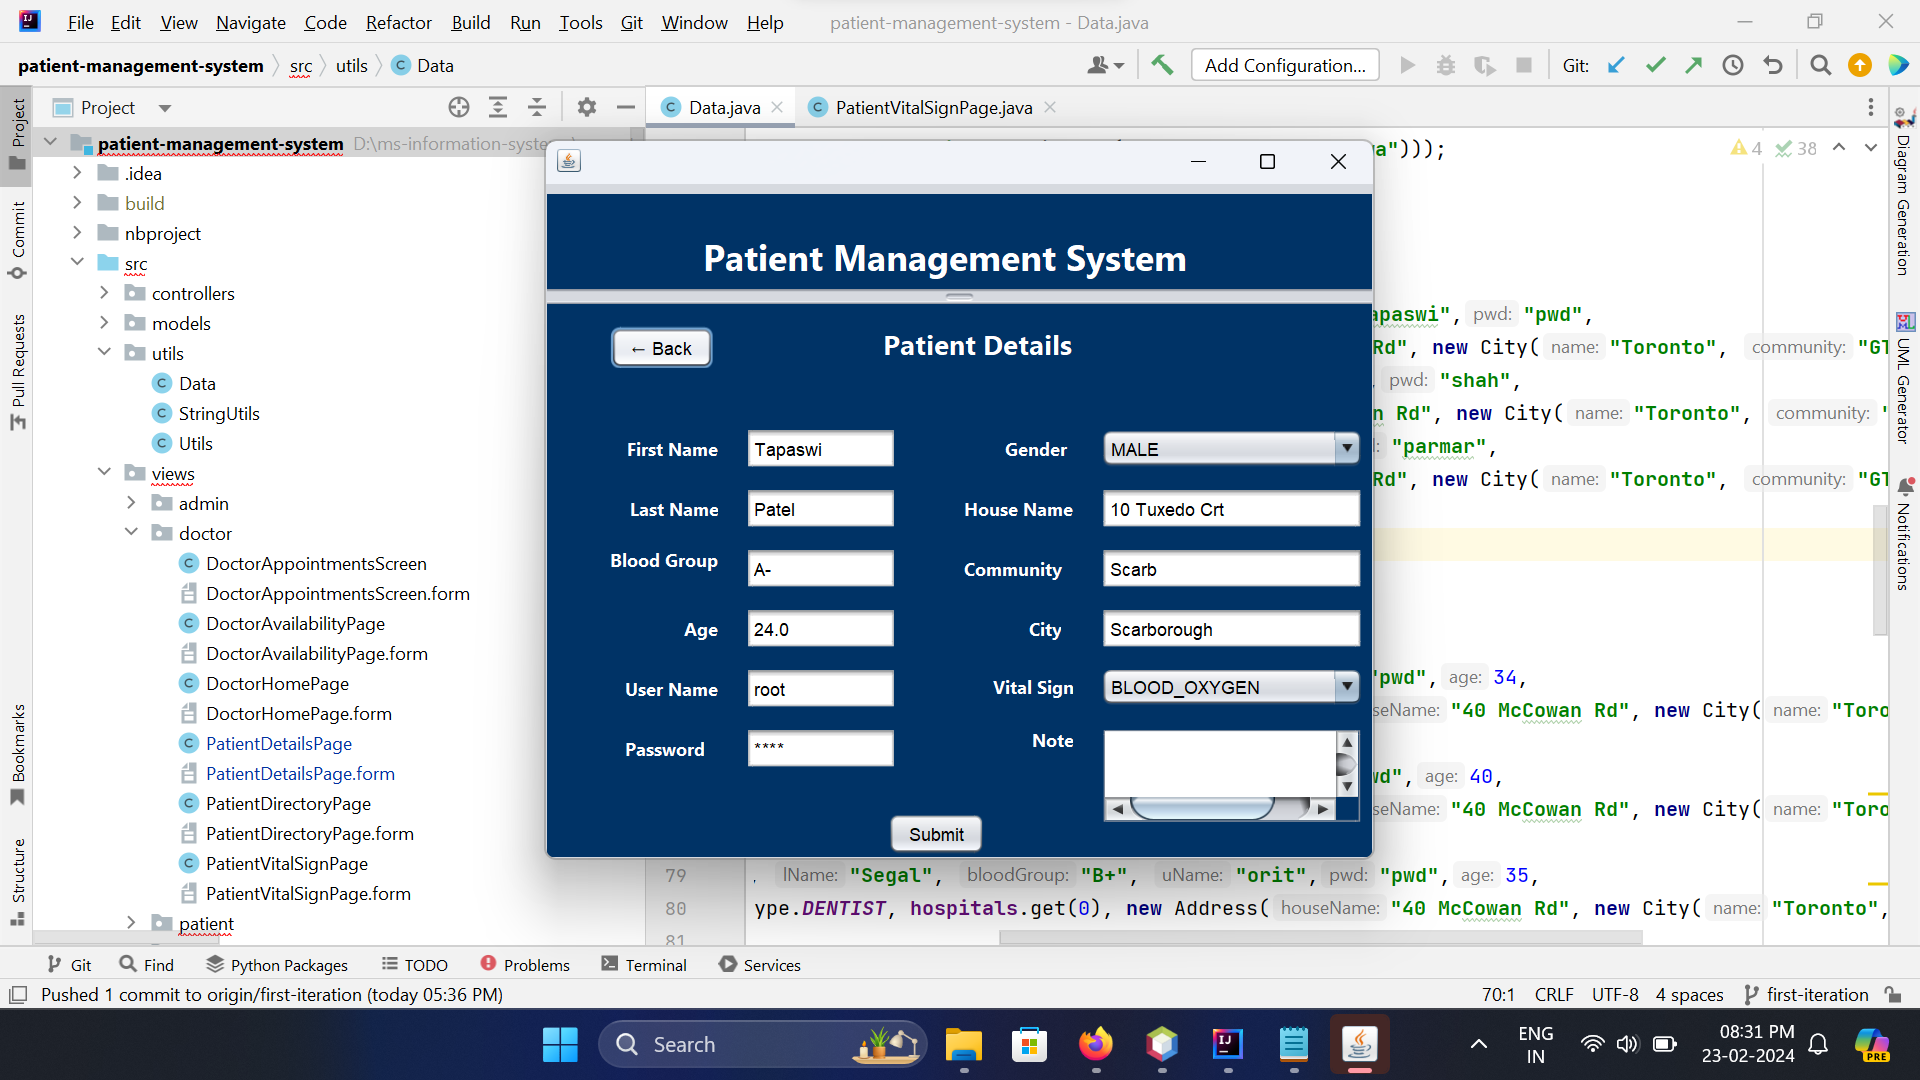 File Edit View Navigate Code Refactor Build Run Tools Git Window Help patient-management-system - Data.java
patient-management-system src utils Data Add Configuration... Git:
Project Data.java PatientVitalSignPage.java
patient-management-system D:\ms-information-syste
.idea
build
nbproject
src
controllers
models
utils
Data
StringUtils
Utils
views
admin
doctor
DoctorAppointmentsScreen
DoctorAppointmentsScreen.form
DoctorAvailabilityPage
DoctorAvailabilityPage.form
DoctorHomePage
DoctorHomePage.form
PatientDetailsPage
PatientDetailsPage.form
PatientDirectoryPage
PatientDirectoryPage.form
PatientVitalSignPage
PatientVitalSignPage.form
patient
Project
Commit
Pull Requests
Bookmarks
Structure
Patient Management System
← Back Patient Details
First Name Tapaswi Gender MALE
Last Name Patel House Name 10 Tuxedo Crt
Blood Group A- Community Scarb
Age 24.0 City Scarborough
User Name root Vital Sign BLOOD_OXYGEN
Password **** Note
Submit
a")));
4 38
apaswi", pwd: "pwd",
Rd", new City( name: "Toronto", community: "GT
, pwd: "shah",
n Rd", new City( name: "Toronto", community: "
: "parmar",
Rd", new City( name: "Toronto", community: "GT
"pwd", age: 34,
seName: "40 McCowan Rd", new City( name: "Toro
wd", age: 40,
seName: "40 McCowan Rd", new City( name: "Toro
79 , lName: "Segal", bloodGroup: "B+", uName: "orit", pwd: "pwd", age: 35,
80 ype.DENTIST, hospitals.get(0), new Address( houseName: "40 McCowan Rd", new City( name: "Toronto",
81
Diagram Generation
UML Generator
Notifications
Git Find Python Packages TODO Problems Terminal Services
Pushed 1 commit to origin/first-iteration (today 05:36 PM) 70:1 CRLF UTF-8 4 spaces first-iteration
Search
ENG
IN
08:31 PM
23-02-2024
PRE